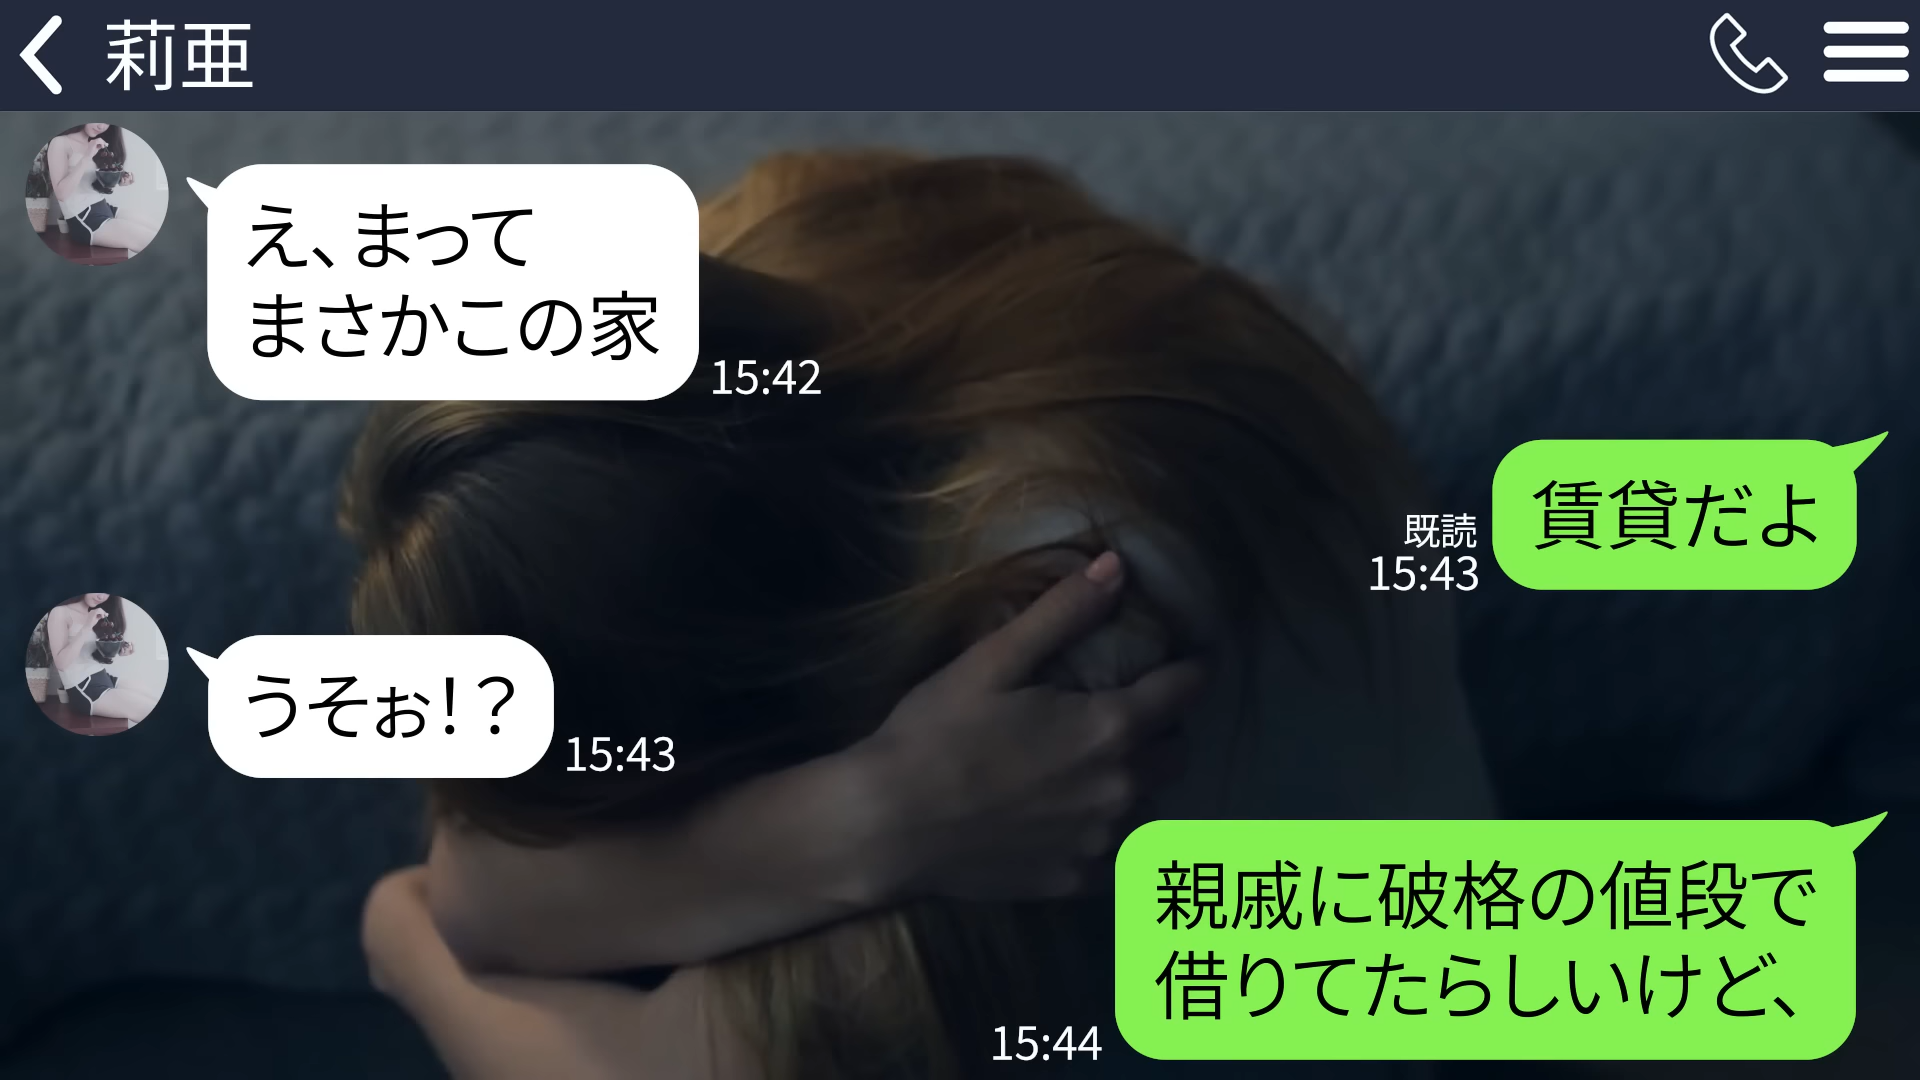 莉亜
え、まって
まさかこの家
15:42
賃貸だよ
既読
15:43
うそぉ！？
15:43
親戚に破格の値段で
借りてたらしいけど、
15:44